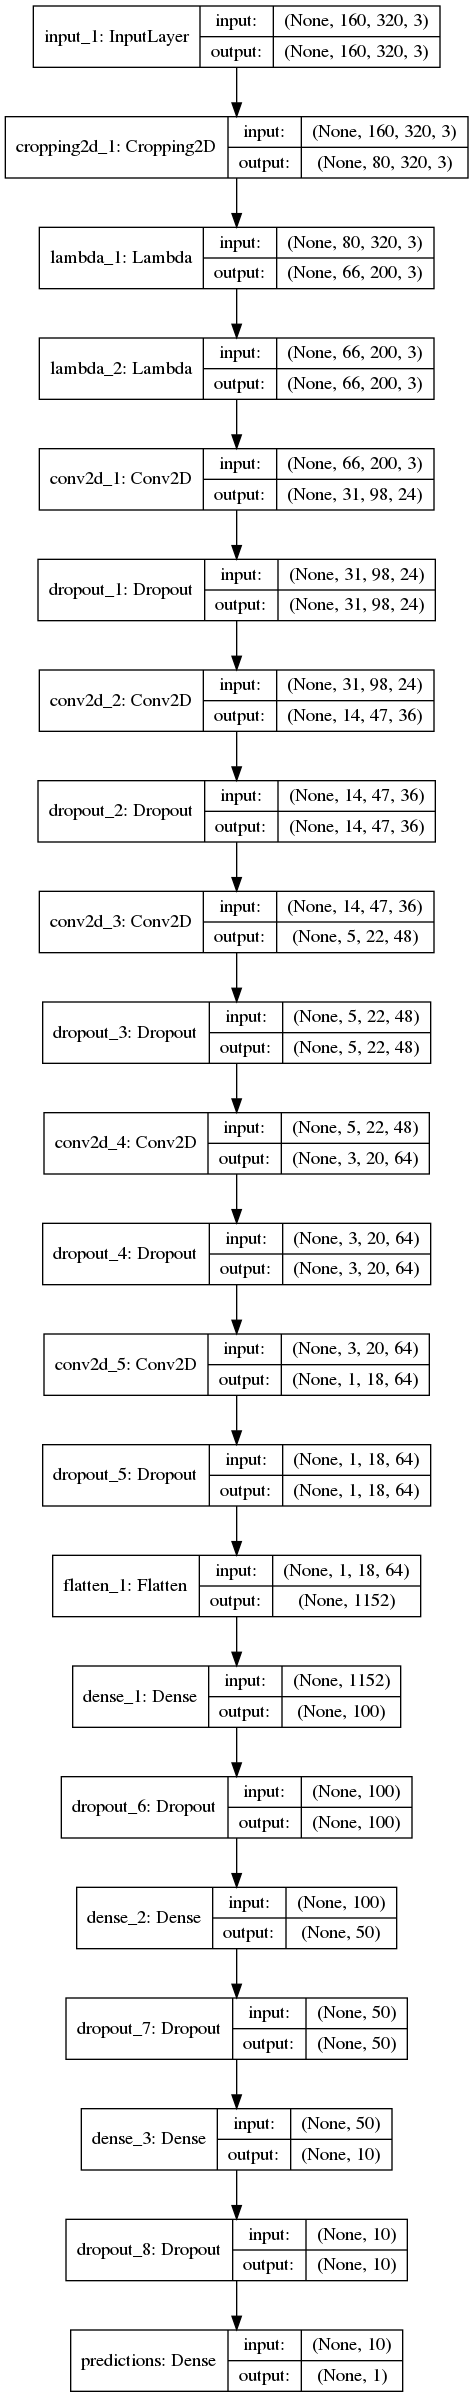 input_1: InputLayer
input: (None, 160, 320, 3)
output: (None, 160, 320, 3)
cropping2d_1: Cropping2D
input: (None, 160, 320, 3)
output: (None, 80, 320, 3)
lambda_1: Lambda
input: (None, 80, 320, 3)
output: (None, 66, 200, 3)
lambda_2: Lambda
input: (None, 66, 200, 3)
output: (None, 66, 200, 3)
conv2d_1: Conv2D
input: (None, 66, 200, 3)
output: (None, 31, 98, 24)
dropout_1: Dropout
input: (None, 31, 98, 24)
output: (None, 31, 98, 24)
conv2d_2: Conv2D
input: (None, 31, 98, 24)
output: (None, 14, 47, 36)
dropout_2: Dropout
input: (None, 14, 47, 36)
output: (None, 14, 47, 36)
conv2d_3: Conv2D
input: (None, 14, 47, 36)
output: (None, 5, 22, 48)
dropout_3: Dropout
input: (None, 5, 22, 48)
output: (None, 5, 22, 48)
conv2d_4: Conv2D
input: (None, 5, 22, 48)
output: (None, 3, 20, 64)
dropout_4: Dropout
input: (None, 3, 20, 64)
output: (None, 3, 20, 64)
conv2d_5: Conv2D
input: (None, 3, 20, 64)
output: (None, 1, 18, 64)
dropout_5: Dropout
input: (None, 1, 18, 64)
output: (None, 1, 18, 64)
flatten_1: Flatten
input: (None, 1, 18, 64)
output: (None, 1152)
dense_1: Dense
input: (None, 1152)
output: (None, 100)
dropout_6: Dropout
input: (None, 100)
output: (None, 100)
dense_2: Dense
input: (None, 100)
output: (None, 50)
dropout_7: Dropout
input: (None, 50)
output: (None, 50)
dense_3: Dense
input: (None, 50)
output: (None, 10)
dropout_8: Dropout
input: (None, 10)
output: (None, 10)
predictions: Dense
input: (None, 10)
output: (None, 1)